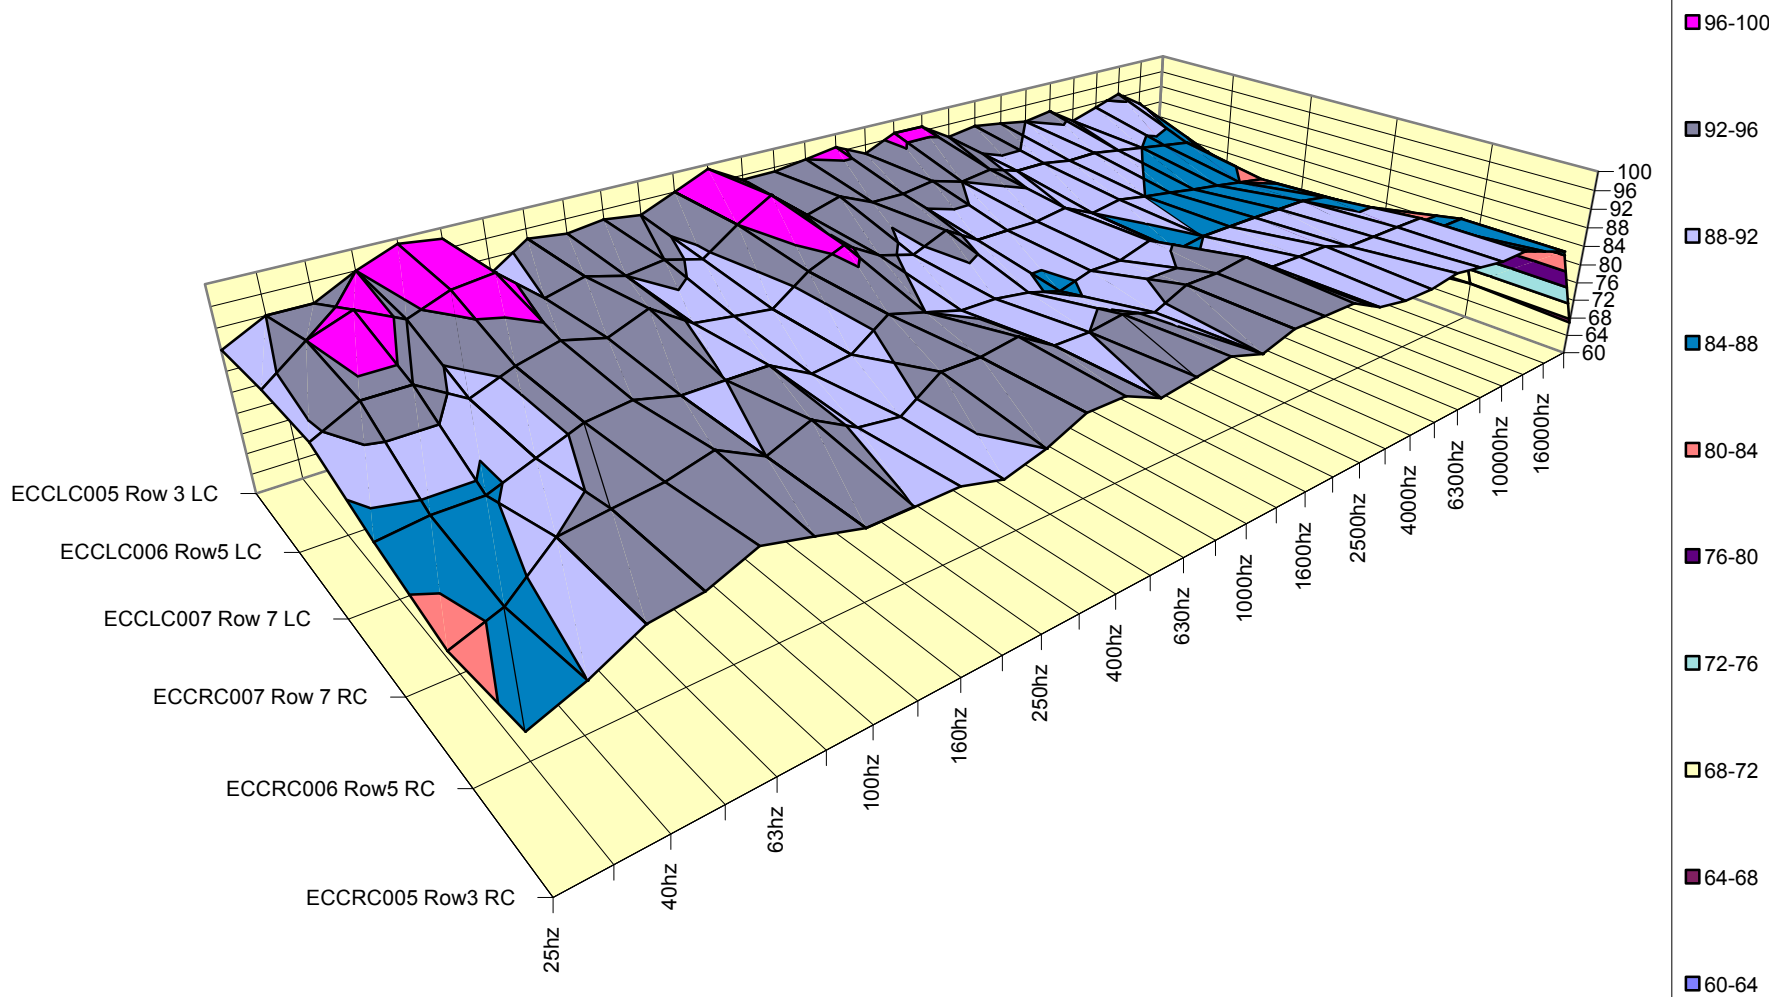 ECCLC005 Row 3 LC
ECCLC006 Row5 LC
ECCLC007 Row 7 LC
ECCRC007 Row 7 RC
ECCRC006 Row5 RC
ECCRC005 Row3 RC
25hz
40hz
63hz
100hz
160hz
250hz
400hz
630hz
1000hz
1600hz
2500hz
4000hz
6300hz
10000hz
16000hz
100
96
92
88
84
80
76
72
68
64
60
96-100
92-96
88-92
84-88
80-84
76-80
72-76
68-72
64-68
60-64